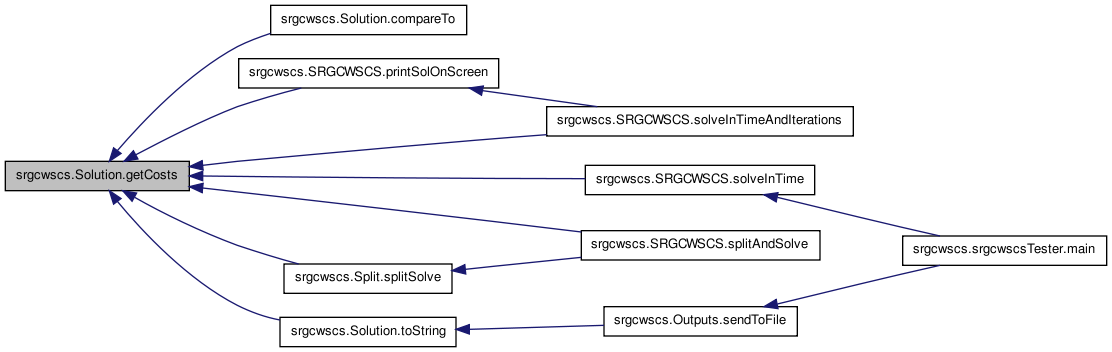 srgcwscs.Solution.compareTo
srgcwscs.SRGCWSCS.printSolOnScreen
srgcwscs.SRGCWSCS.solveInTimeAndIterations
srgcwscs.Solution.getCosts
srgcwscs.SRGCWSCS.solveInTime
srgcwscs.SRGCWSCS.splitAndSolve
srgcwscs.srgcwscsTester.main
srgcwscs.Split.splitSolve
srgcwscs.Outputs.sendToFile
srgcwscs.Solution.toString